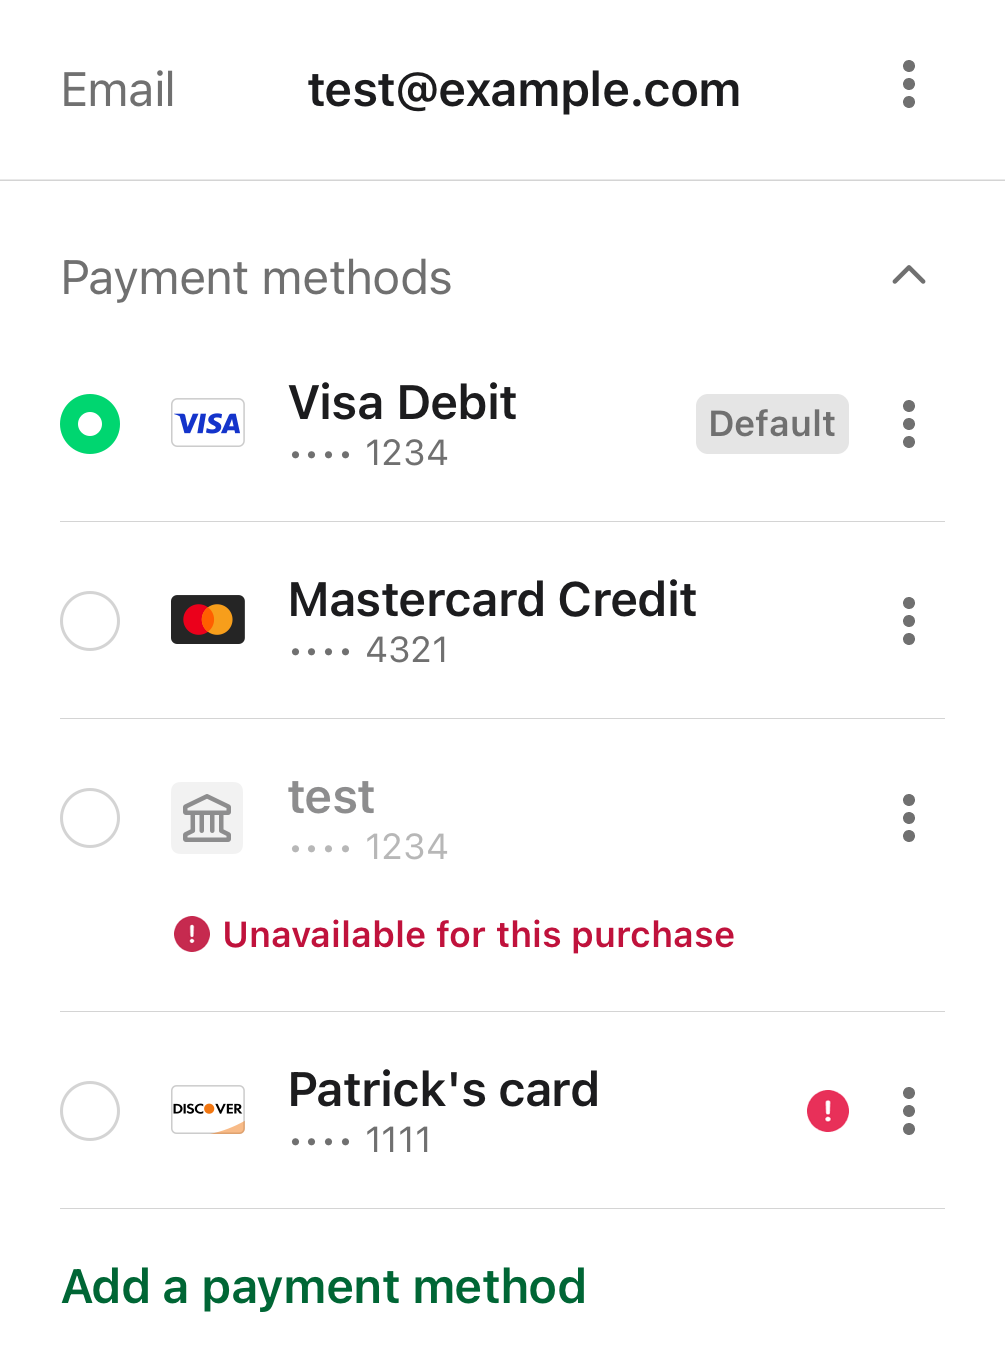 Email test@example.com
Payment methods
VISA Visa Debit Default
•••• 1234
Mastercard Credit
•••• 4321
test
•••• 1234
Unavailable for this purchase
DISCOVER Patrick's card
•••• 1111
Add a payment method